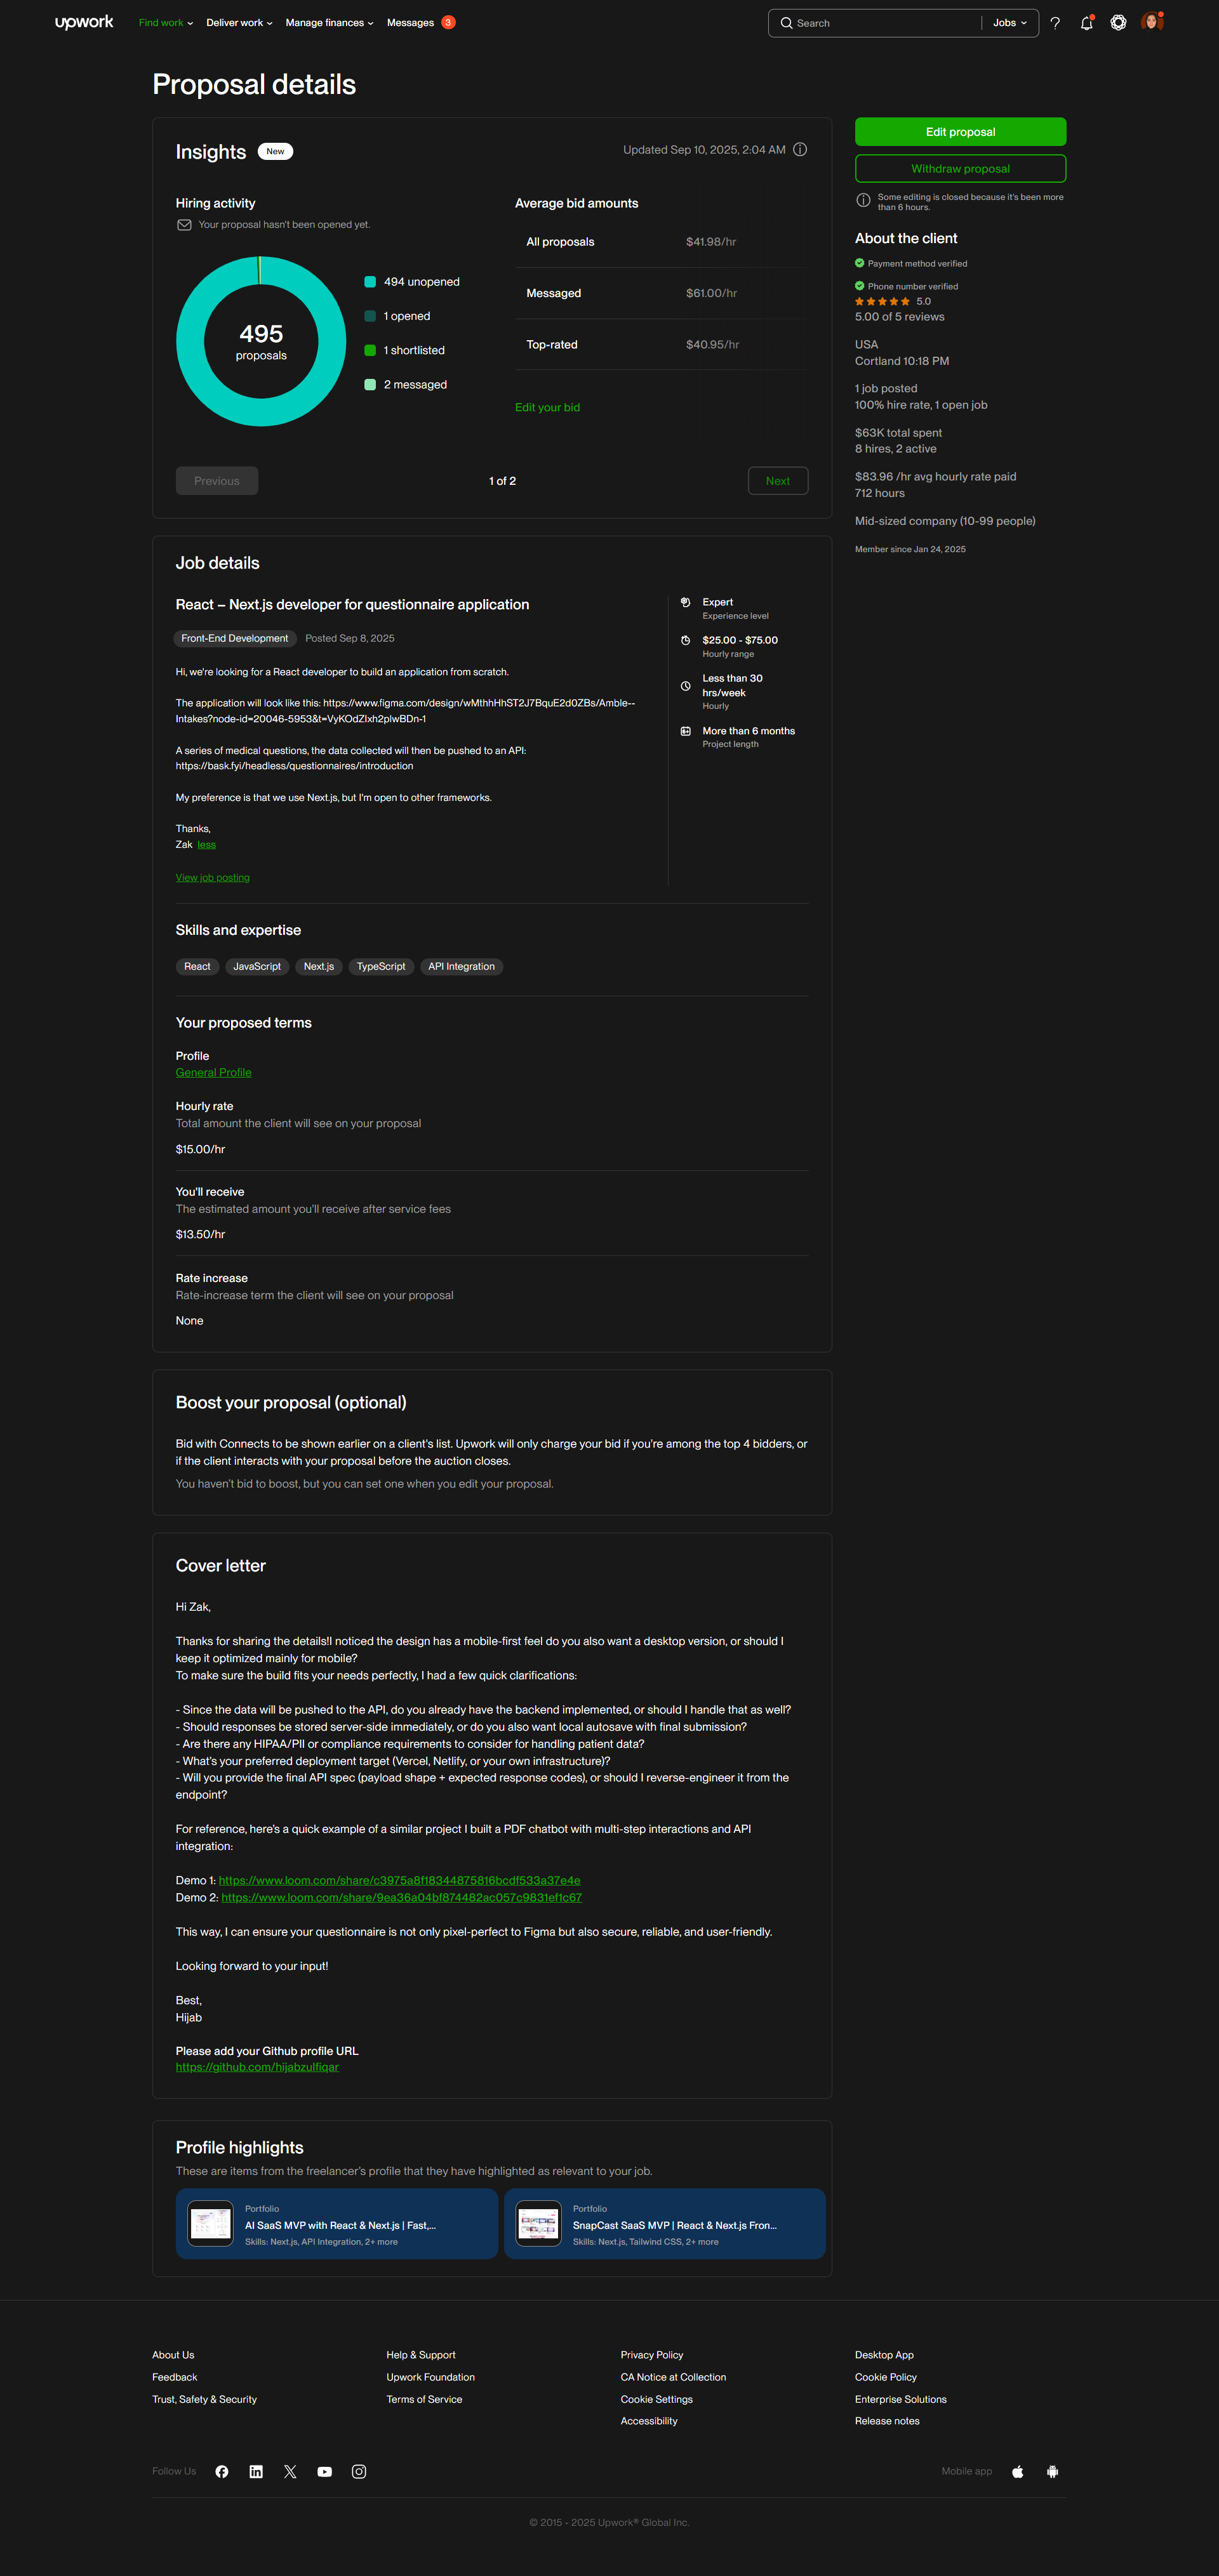 upwork
Find work
Deliver work
Manage finances
Messages 3
Search
Jobs
Proposal details
Insights New
Updated Sep 10, 2025, 2:04 AM
Hiring activity
Your proposal hasn't been opened yet.
495
proposals
494 unopened
1 opened
1 shortlisted
2 messaged
Average bid amounts
All proposals $41.98/hr
Messaged $61.00/hr
Top-rated $40.95/hr
Edit your bid
Previous
1 of 2
Next
Edit proposal
Withdraw proposal
Some editing is closed because it's been more
than 6 hours.
About the client
Payment method verified
Phone number verified
5.0
5.00 of 5 reviews
USA
Cortland 10:18 PM
1 job posted
100% hire rate, 1 open job
$63K total spent
8 hires, 2 active
$83.96 /hr avg hourly rate paid
712 hours
Mid-sized company (10-99 people)
Member since Jan 24, 2025
Job details
React – Next.js developer for questionnaire application
Front-End Development Posted Sep 8, 2025
Hi, we're looking for a React developer to build an application from scratch.
The application will look like this: https://www.figma.com/design/wMthhHhST2J7BquE2d0ZBs/Amble--
Intakes?node-id=20046-5953&t=VyKOdZIxh2plwBDn-1
A series of medical questions, the data collected will then be pushed to an API:
https://bask.fyi/headless/questionnaires/introduction
My preference is that we use Next.js, but I'm open to other frameworks.
Thanks,
Zak less
View job posting
Expert
Experience level
$25.00 - $75.00
Hourly range
Less than 30
hrs/week
Hourly
More than 6 months
Project length
Skills and expertise
React JavaScript Next.js TypeScript API Integration
Your proposed terms
Profile
General Profile
Hourly rate
Total amount the client will see on your proposal
$15.00/hr
You'll receive
The estimated amount you'll receive after service fees
$13.50/hr
Rate increase
Rate-increase term the client will see on your proposal
None
Boost your proposal (optional)
Bid with Connects to be shown earlier on a client's list. Upwork will only charge your bid if you're among the top 4 bidders, or
if the client interacts with your proposal before the auction closes.
You haven't bid to boost, but you can set one when you edit your proposal.
Cover letter
Hi Zak,
Thanks for sharing the details!I noticed the design has a mobile-first feel do you also want a desktop version, or should I
keep it optimized mainly for mobile?
To make sure the build fits your needs perfectly, I had a few quick clarifications:
- Since the data will be pushed to the API, do you already have the backend implemented, or should I handle that as well?
- Should responses be stored server-side immediately, or do you also want local autosave with final submission?
- Are there any HIPAA/PII or compliance requirements to consider for handling patient data?
- What's your preferred deployment target (Vercel, Netlify, or your own infrastructure)?
- Will you provide the final API spec (payload shape + expected response codes), or should I reverse-engineer it from the
endpoint?
For reference, here's a quick example of a similar project I built a PDF chatbot with multi-step interactions and API
integration:
Demo 1: https://www.loom.com/share/c3975a8f18344875816bcdf533a37e4e
Demo 2: https://www.loom.com/share/9ea36a04bf874482ac057c9831ef1c67
This way, I can ensure your questionnaire is not only pixel-perfect to Figma but also secure, reliable, and user-friendly.
Looking forward to your input!
Best,
Hijab
Please add your Github profile URL
https://github.com/hijabzulfiqar
Profile highlights
These are items from the freelancer's profile that they have highlighted as relevant to your job.
Portfolio
AI SaaS MVP with React & Next.js | Fast,...
Skills: Next.js, API Integration, 2+ more
Portfolio
SnapCast SaaS MVP | React & Next.js Fron...
Skills: Next.js, Tailwind CSS, 2+ more
About Us
Feedback
Trust, Safety & Security
Help & Support
Upwork Foundation
Terms of Service
Privacy Policy
CA Notice at Collection
Cookie Settings
Accessibility
Desktop App
Cookie Policy
Enterprise Solutions
Release notes
Follow Us
Mobile app
© 2015 - 2025 Upwork® Global Inc.